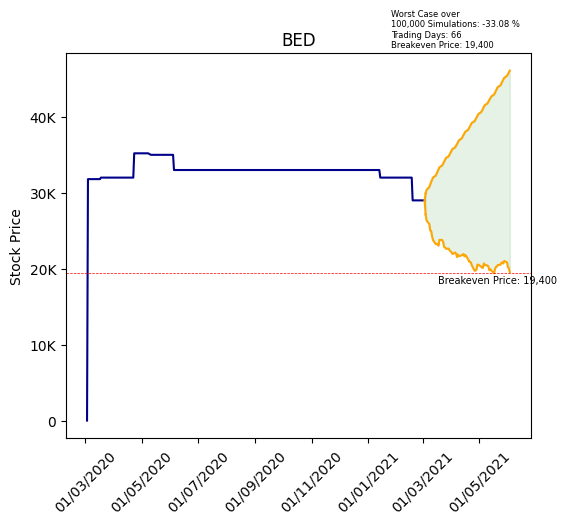 Worst Case over
100,000 Simulations: -33.08 %
Trading Days: 66
Breakeven Price: 19,400
BED
Stock Price
40K
30K
20K
10K
0
Breakeven Price: 19,400
01/03/2020
01/05/2020
01/07/2020
01/09/2020
01/11/2020
01/01/2021
01/03/2021
01/05/2021